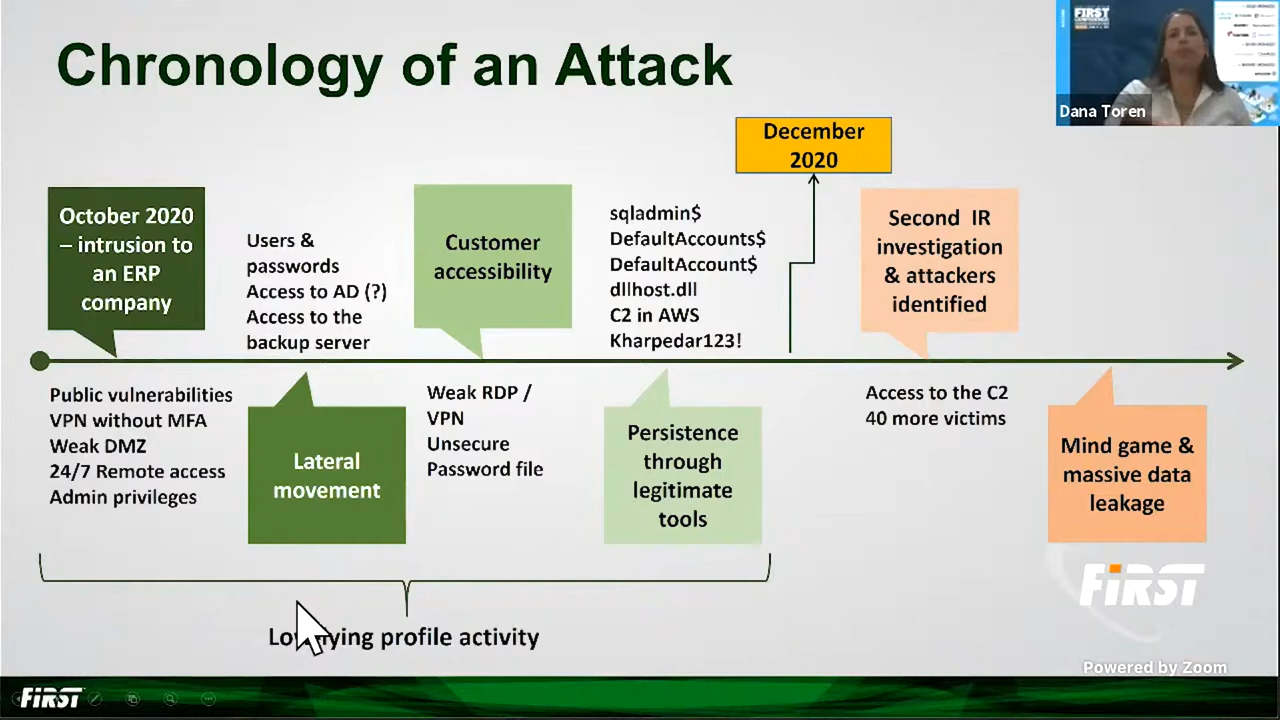 Chronology of an Attack
Dana Toren
December
2020
October 2020
– intrusion to
an ERP
company
Users &
passwords
Access to AD (?)
Access to the
backup server
Customer
accessibility
sqladmin$
DefaultAccounts$
DefaultAccount$
dllhost.dll
C2 in AWS
Kharpedar123!
Second IR
investigation
& attackers
identified
Public vulnerabilities
VPN without MFA
Weak DMZ
24/7 Remote access
Admin privileges
Lateral
movement
Weak RDP /
VPN
Unsecure
Password file
Persistence
through
legitimate
tools
Access to the C2
40 more victims
Mind game &
massive data
leakage
profile activity
FiRST
Powered by Zoom
FiRST
FIRST